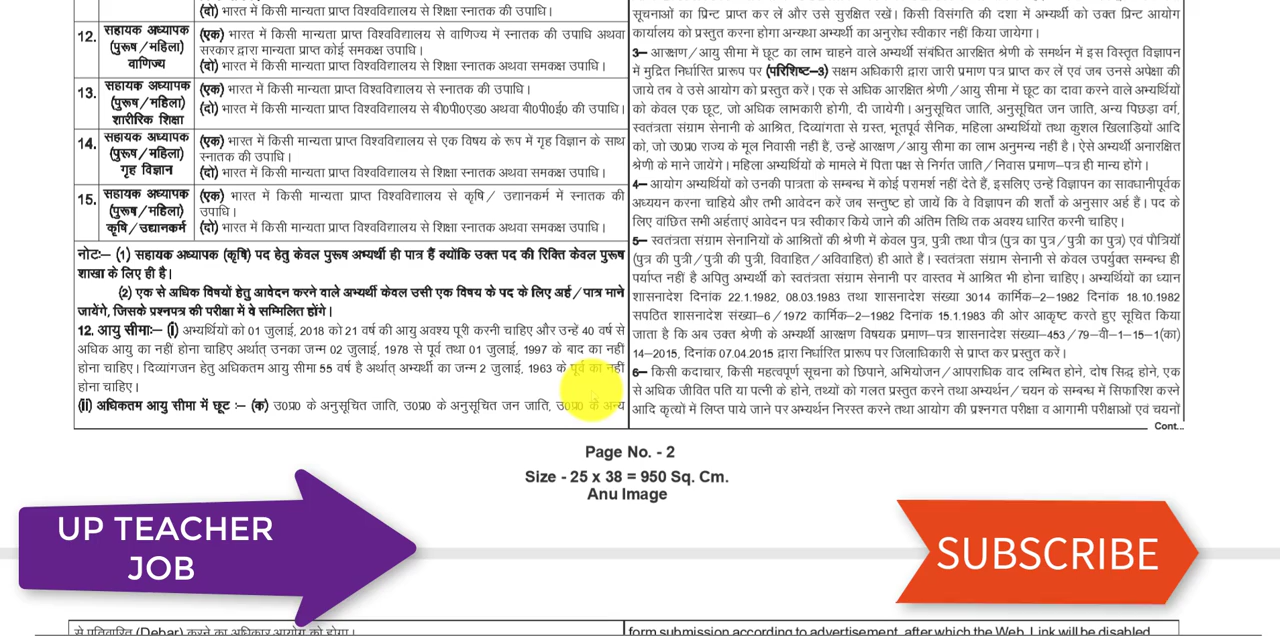 (दो) भारत में किसी मान्यता प्राप्त विश्वविद्यालय से शिक्षा स्नातक की उपाधि।
12. सहायक अध्यापक (पुरूष/महिला) वाणिज्य
(एक) भारत में किसी मान्यता प्राप्त विश्वविद्यालय से वाणिज्य में स्नातक की उपाधि अथवा
सरकार द्वारा मान्यता प्राप्त कोई समकक्ष उपाधि।
(दो) भारत में किसी मान्यता प्राप्त विश्वविद्यालय से शिक्षा स्नातक अथवा समकक्ष उपाधि।
13. सहायक अध्यापक (पुरूष/महिला) शारीरिक शिक्षा
(एक) भारत में किसी मान्यता प्राप्त विश्वविद्यालय से स्नातक की उपाधि।
(दो) भारत में किसी मान्यता प्राप्त विश्वविद्यालय से बी0पी0एड0 अथवा बी0पी0ई0 की उपाधि।
14. सहायक अध्यापक (पुरूष/महिला) गृह विज्ञान
(एक) भारत में किसी मान्यता प्राप्त विश्वविद्यालय से एक विषय के रूप में गृह विज्ञान के साथ
स्नातक की उपाधि।
(दो) भारत में किसी मान्यता प्राप्त विश्वविद्यालय से शिक्षा स्नातक अथवा समकक्ष उपाधि।
15. सहायक अध्यापक (पुरूष/महिला) कृषि/उद्यानकर्म
(एक) भारत में किसी मान्यता प्राप्त विश्वविद्यालय से कृषि/ उद्यानकर्म में स्नातक की
उपाधि।
(दो) भारत में किसी मान्यता प्राप्त विश्वविद्यालय से शिक्षा स्नातक अथवा समकक्ष उपाधि।
नोटः– (1) सहायक अध्यापक (कृषि) पद हेतु केवल पुरूष अभ्यर्थी ही पात्र हैं क्योंकि उक्त पद की रिक्ति केवल पुरूष
शाखा के लिए ही है।
(2) एक से अधिक विषयों हेतु आवेदन करने वाले अभ्यर्थी केवल उसी एक विषय के पद के लिए अर्ह/पात्र माने
जायेंगे, जिसके प्रश्नपत्र की परीक्षा में वे सम्मिलित होंगे।
12. आयु सीमाः– (i) अभ्यर्थियों को 01 जुलाई, 2018 को 21 वर्ष की आयु अवश्य पूरी करनी चाहिए और उन्हें 40 वर्ष से
अधिक आयु का नहीं होना चाहिए अर्थात् उनका जन्म 02 जुलाई, 1978 से पूर्व तथा 01 जुलाई, 1997 के बाद का नहीं
होना चाहिए। दिव्यांगजन हेतु अधिकतम आयु सीमा 55 वर्ष है अर्थात् अभ्यर्थी का जन्म 2 जुलाई, 1963 के पूर्व का नहीं
होना चाहिए।
(ii) अधिकतम आयु सीमा में छूट :– (क) उ0प्र0 के अनुसूचित जाति, उ0प्र0 के अनुसूचित जन जाति, उ0प्र0 के अन्य
सूचनाओं का प्रिन्ट प्राप्त कर लें और उसे सुरक्षित रखें। किसी विसंगति की दशा में अभ्यर्थी को उक्त प्रिन्ट आयोग
कार्यालय को प्रस्तुत करना होगा अन्यथा अभ्यर्थी का अनुरोध स्वीकार नहीं किया जायेगा।
3– आरक्षण/आयु सीमा में छूट का लाभ चाहने वाले अभ्यर्थी संबंधित आरक्षित श्रेणी के समर्थन में इस विस्तृत विज्ञापन
में मुद्रित निर्धारित प्रारूप पर (परिशिष्ट–3) सक्षम अधिकारी द्वारा जारी प्रमाण पत्र प्राप्त कर लें एवं जब उनसे अपेक्षा की
जाये तब वे उसे आयोग को प्रस्तुत करें। एक से अधिक आरक्षित श्रेणी/आयु सीमा में छूट का दावा करने वाले अभ्यर्थियों
को केवल एक छूट, जो अधिक लाभकारी होगी, दी जायेगी। अनुसूचित जाति, अनुसूचित जन जाति, अन्य पिछड़ा वर्ग,
स्वतंत्रता संग्राम सेनानी के आश्रित, दिव्यांगता से ग्रस्त, भूतपूर्व सैनिक, महिला अभ्यर्थियों तथा कुशल खिलाड़ियों आदि
को, जो उ0प्र0 राज्य के मूल निवासी नहीं हैं, उन्हें आरक्षण/आयु सीमा का लाभ अनुमन्य नहीं है। ऐसे अभ्यर्थी अनारक्षित
श्रेणी के माने जायेंगे। महिला अभ्यर्थियों के मामले में पिता पक्ष से निर्गत जाति/निवास प्रमाण–पत्र ही मान्य होंगे।
4– आयोग अभ्यर्थियों को उनकी पात्रता के सम्बन्ध में कोई परामर्श नहीं देते हैं, इसलिए उन्हें विज्ञापन का सावधानीपूर्वक
अध्ययन करना चाहिये और तभी आवेदन करें जब सन्तुष्ट हो जायें कि वे विज्ञापन की शर्तों के अनुसार अर्ह हैं। पद के
लिए वांछित सभी अर्हताएं आवेदन पत्र स्वीकार किये जाने की अंतिम तिथि तक अवश्य धारित करनी चाहिए।
5– स्वतंत्रता संग्राम सेनानियों के आश्रितों की श्रेणी में केवल पुत्र, पुत्री तथा पौत्र (पुत्र का पुत्र/पुत्री का पुत्र) एवं पौत्रियॉ
(पुत्र की पुत्री/पुत्री की पुत्री, विवाहित/अविवाहित) ही आते हैं। स्वतंत्रता संग्राम सेनानी से केवल उपर्युक्त सम्बन्ध ही
पर्याप्त नहीं है अपितु अभ्यर्थी को स्वतंत्रता संग्राम सेनानी पर वास्तव में आश्रित भी होना चाहिए। अभ्यर्थियों का ध्यान
शासनादेश दिनांक 22.1.1982, 08.03.1983 तथा शासनादेश संख्या 3014 कार्मिक–2–1982 दिनांक 18.10.1982
सपठित शासनादेश संख्या–6/1972 कार्मिक–2–1982 दिनांक 15.1.1983 की ओर आकृष्ट करते हुए सूचित किया
जाता है कि अब उक्त श्रेणी के अभ्यर्थी आरक्षण विषयक प्रमाण–पत्र शासनादेश संख्या–453/79–वी–1–15–1(का)
14–2015, दिनांक 07.04.2015 द्वारा निर्धारित प्रारूप पर जिलाधिकारी से प्राप्त कर प्रस्तुत करें।
6– किसी कदाचार, किसी महत्वपूर्ण सूचना को छिपाने, अभियोजन/आपराधिक वाद लम्बित होने, दोष सिद्ध होने, एक
से अधिक जीवित पति या पत्नी के होने, तथ्यों को गलत प्रस्तुत करने तथा अभ्यर्थन/चयन के सम्बन्ध में सिफारिश करने
आदि कृत्यों में लिप्त पाये जाने पर अभ्यर्थन निरस्त करने तथा आयोग की प्रश्नगत परीक्षा व आगामी परीक्षाओं एवं चयनों
Cont...
Page No. - 2
Size - 25 x 38 = 950 Sq. Cm.
Anu Image
UP TEACHER
JOB
SUBSCRIBE
से प्रतिवारित (Debar) करने का अधिकार आयोग को होगा।
form submission according to advertisement, after which the Web Link will be disabled